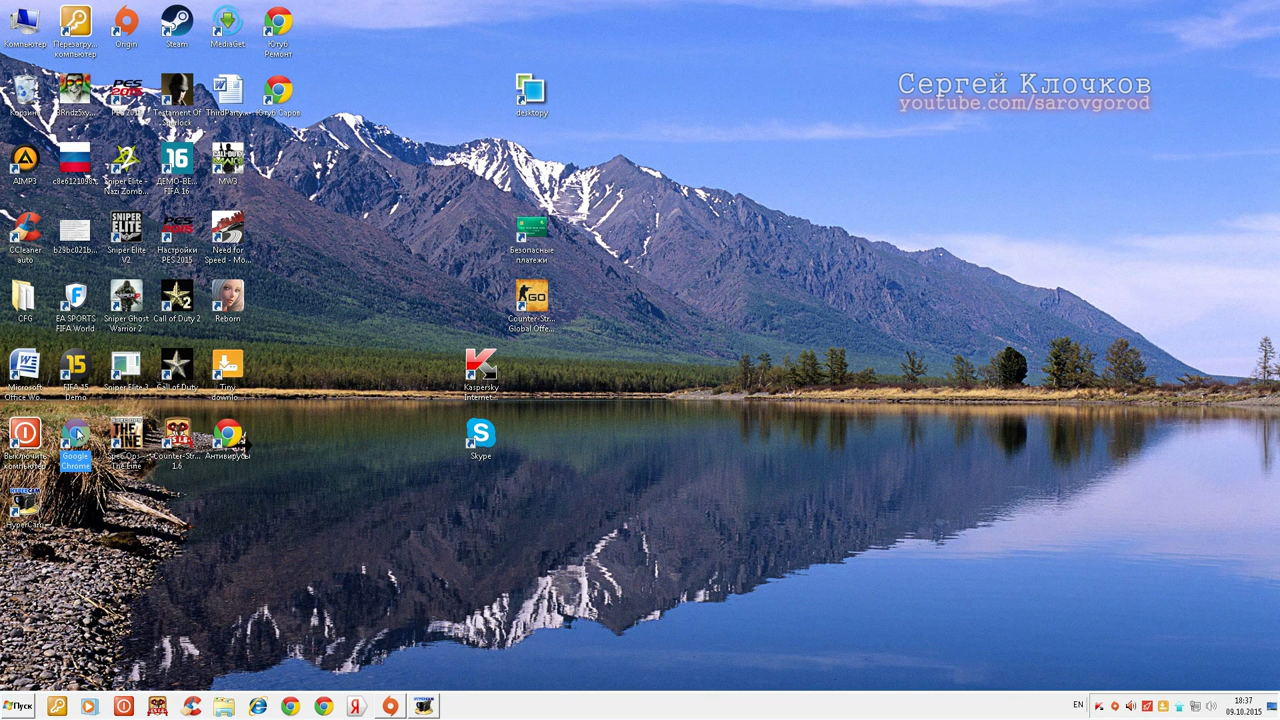 Компьютер
Перезагру...
компьютер
Origin
Steam
MediaGet
Ютуб
Ремонт
Сергей Клочков
youtube.com/sarovgorod
Корзина
PES 2015
Testament Of
Sherlock
ThirdParty...
Ютуб Саров
desktopy
AIMP3
Sniper Elite -
Nazi Zomb...
ДЕМО-ВЕ...
FIFA 16
MW3
CCleaner
auto
b29bc021b...
Sniper Elite
V2
Настройки
PES 2015
Need for
Speed - Mo...
Безопасные
платежи
CFG
EA SPORTS
FIFA World
Sniper Ghost
Warrior 2
Call of Duty 2
Reborn
Counter-Str...
Global Offe...
Microsoft
Office Wo...
FIFA 15
Demo
Sniper Elite 3
Call of Duty
Tiny
downlo...
Kaspersky
Internet...
Выключить
компьютер
Google
Chrome
Spec Ops -
The Line
Counter-Str...
1.6
Антивирусы
Skype
HyperCam
Пуск
EN
18:37
09.10.2015